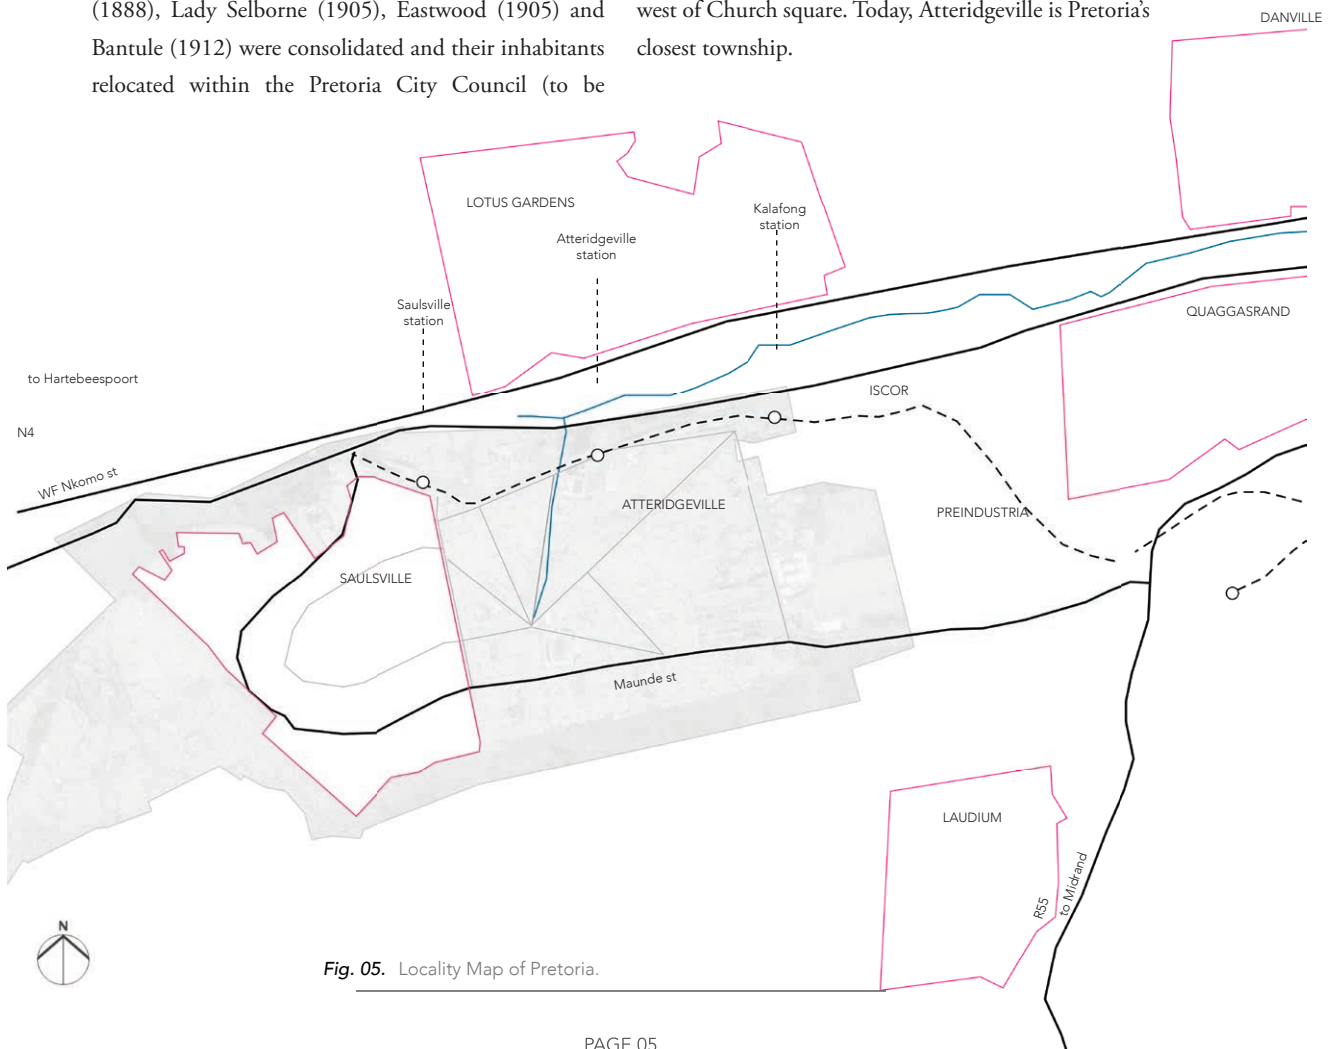 (1888), Lady Selborne (1905), Eastwood (1905) and
Bantule (1912) were consolidated and their inhabitants
relocated within the Pretoria City Council (to be
west of Church square. Today, Atteridgeville is Pretoria's
closest township.
DANVILLE
LOTUS GARDENS
Kalafong
station
Atteridgeville
station
Saulsville
station
QUAGGASRAND
to Hartebeespoort
ISCOR
N4
WF Nkomo st
ATTERIDGEVILLE
PREINDUSTRIA
SAULSVILLE
Maunde st
LAUDIUM
R55
to Midrand
N
Fig. 05. Locality Map of Pretoria.
PAGE 05